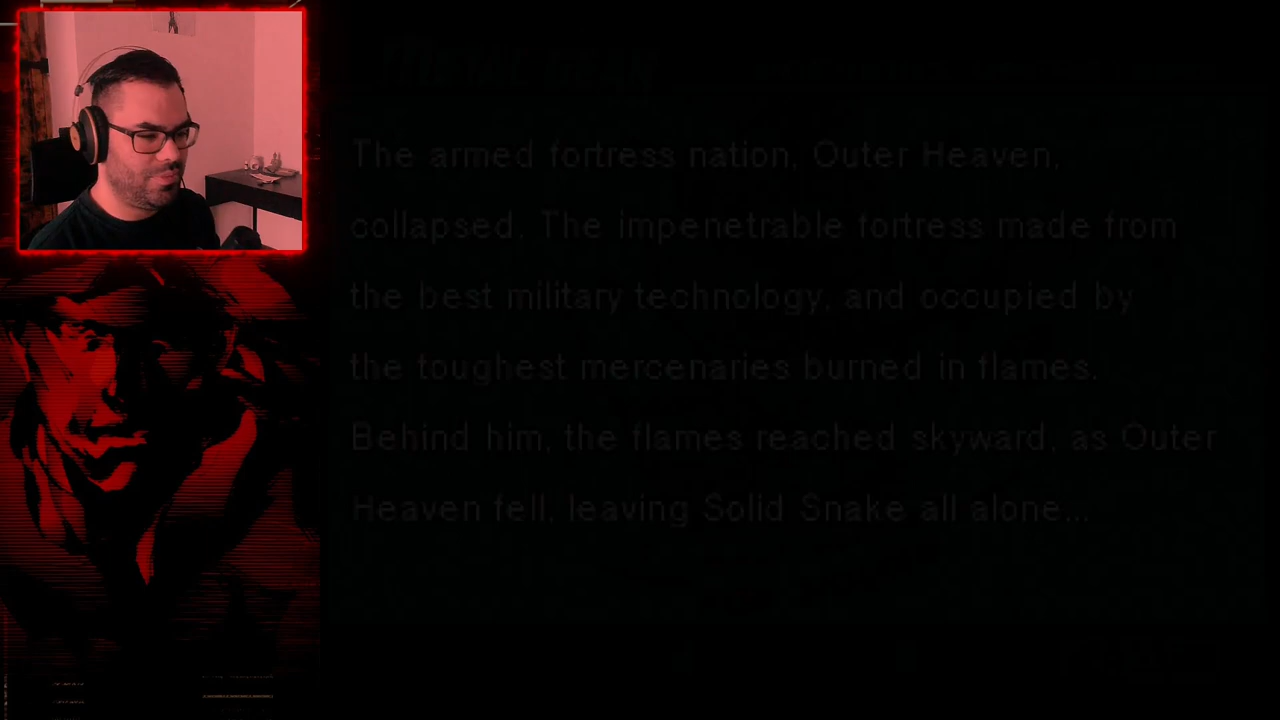 The armed fortress nation, Outer Heaven,
collapsed. The impenetrable fortress made from
the best military technology, and occupied by
the toughest mercenaries burned in flames.
Behind him, the flames reached skyward, as Outer
Heaven fell, leaving Solid Snake all alone...